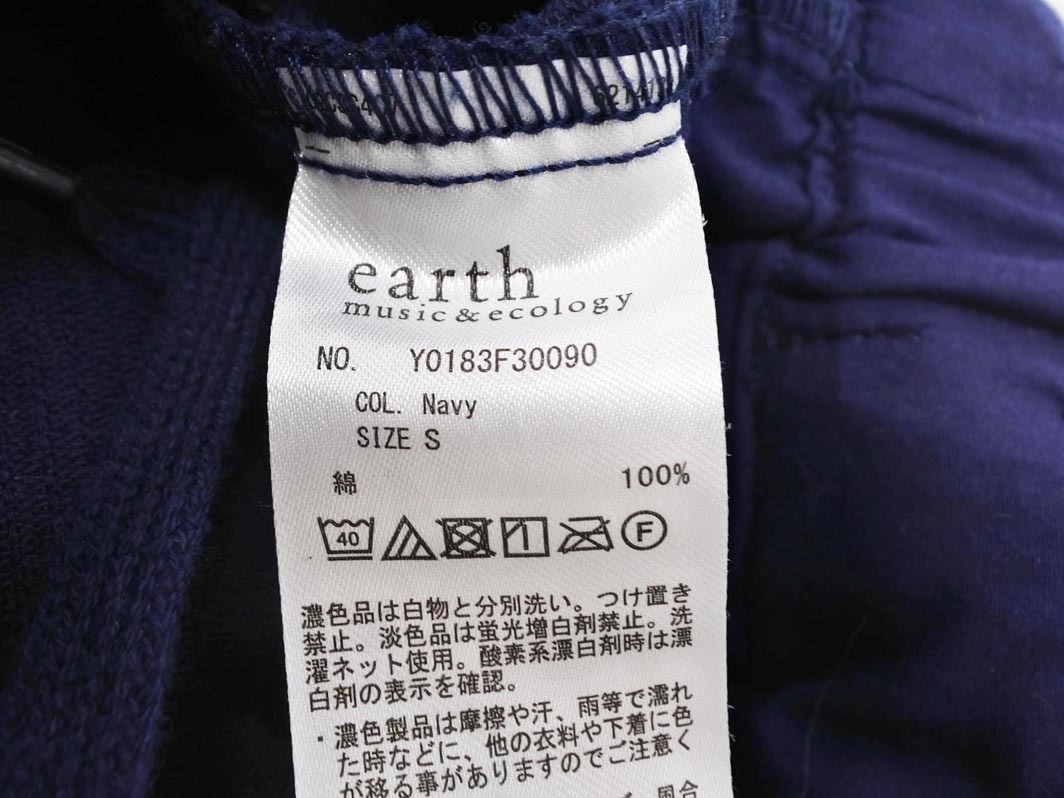 earth
music&ecology
NO. Y0183F30090
COL. Navy
SIZE S
綿 100%
40 F
濃色品は白物と分別洗い。つけ置き
禁止。淡色品は蛍光増白剤禁止。洗
濯ネット使用。酸素系漂白剤時は漂
白剤の表示を確認。
・濃色製品は摩擦や汗、雨等で濡れ
た時などに、他の衣料や下着に色
が移る事がありますのでご注意く